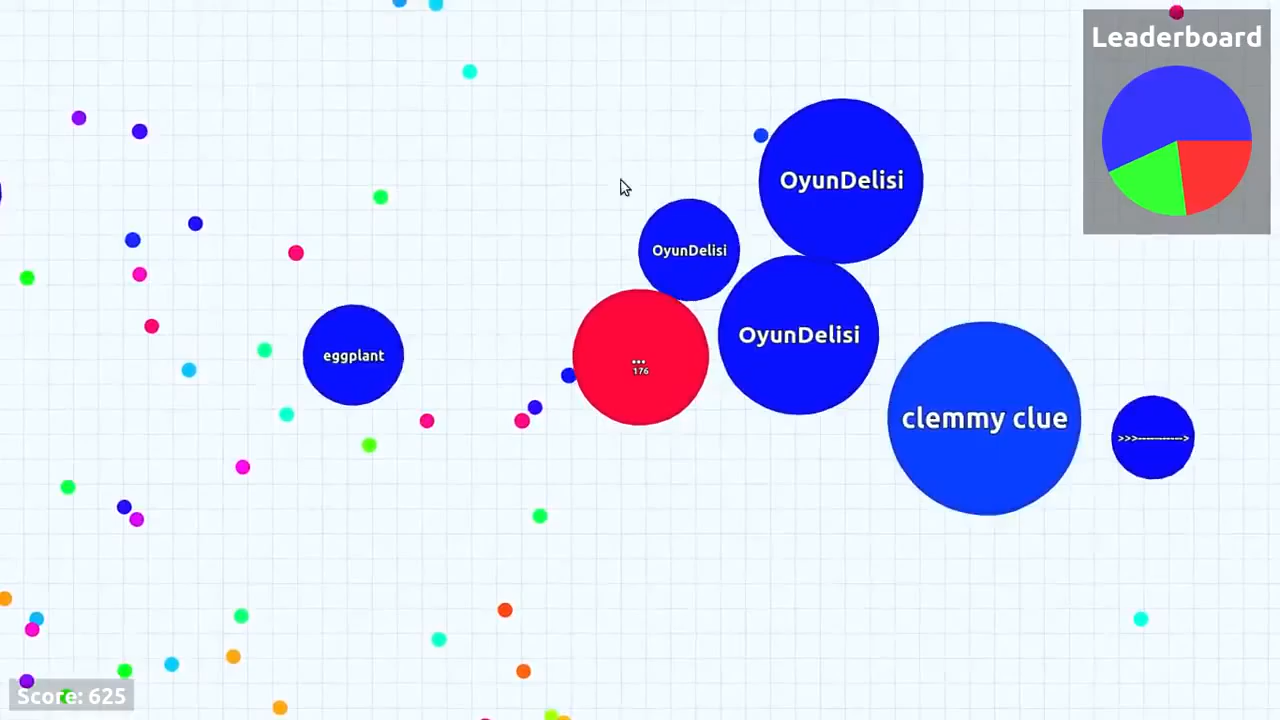 Leaderboard
OyunDelisi
OyunDelisi
OyunDelisi
eggplant
...
176
clemmy clue
>>>----------->
Score: 625